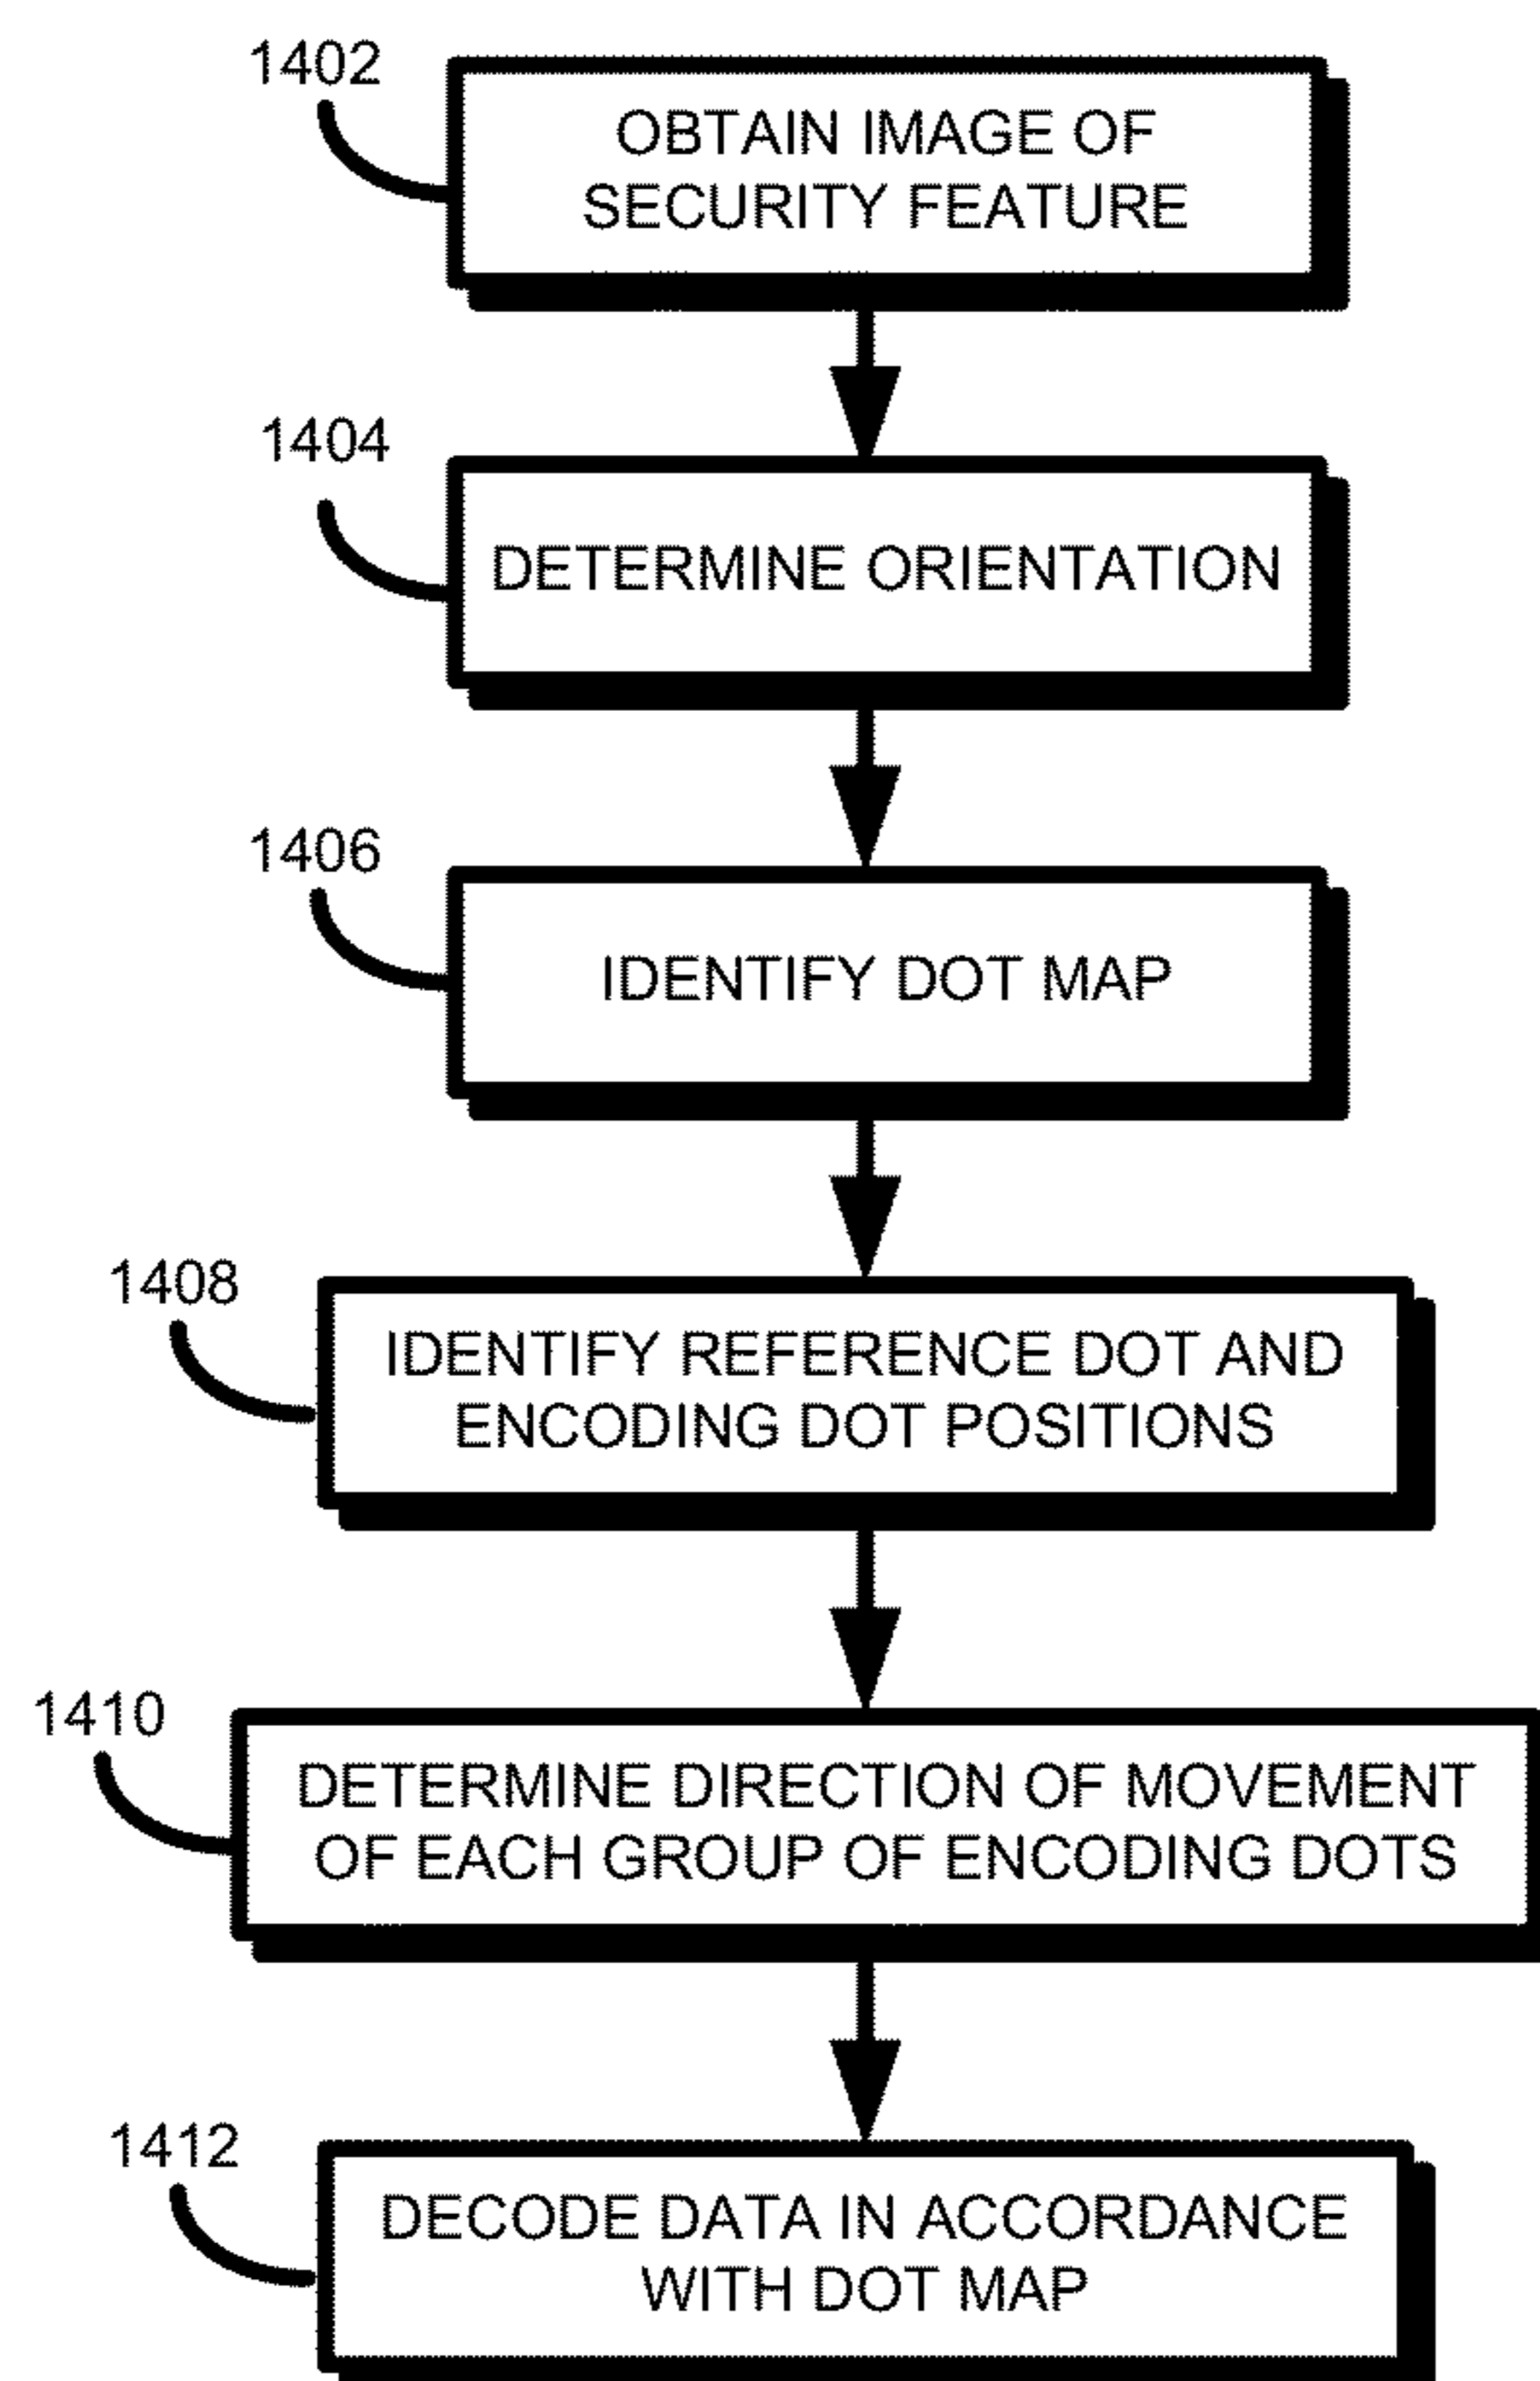 1402
OBTAIN IMAGE OF
SECURITY FEATURE
1404
DETERMINE ORIENTATION
1406
IDENTIFY DOT MAP
1408
IDENTIFY REFERENCE DOT AND
ENCODING DOT POSITIONS
1410
DETERMINE DIRECTION OF MOVEMENT
OF EACH GROUP OF ENCODING DOTS
1412
DECODE DATA IN ACCORDANCE
WITH DOT MAP